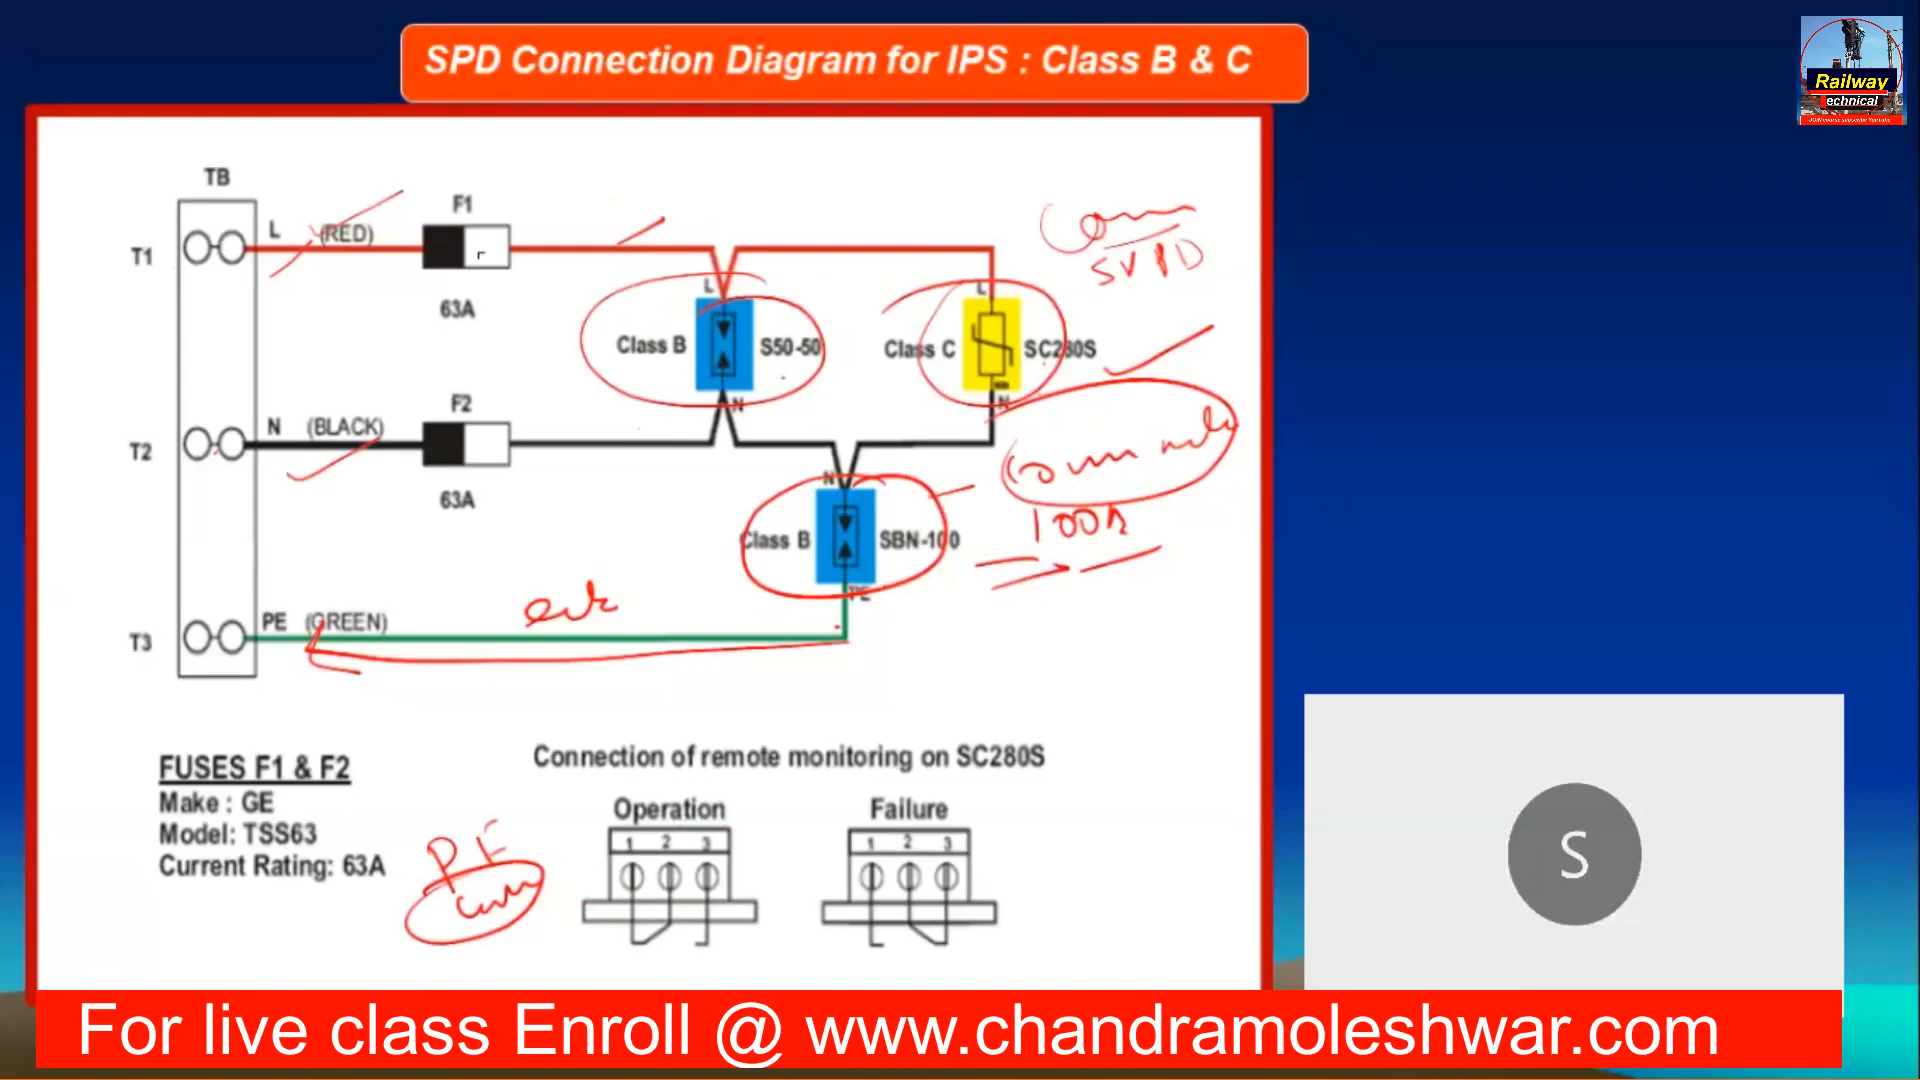 SPD Connection Diagram for IPS : Class B & C
Railway
Technical
TB
T1
L
(RED)
F1
63A
L
Class B
S50-50
N
L
Class C
SC280S
N
SVPD
T2
N
(BLACK)
F2
63A
N
Class B
SBN-100
PE
100A
T3
PE
(GREEN)
FUSES F1 & F2
Make : GE
Model: TSS63
Current Rating: 63A
Connection of remote monitoring on SC280S
Operation
1 2 3
Failure
1 2 3
S
For live class Enroll @ www.chandramoleshwar.com